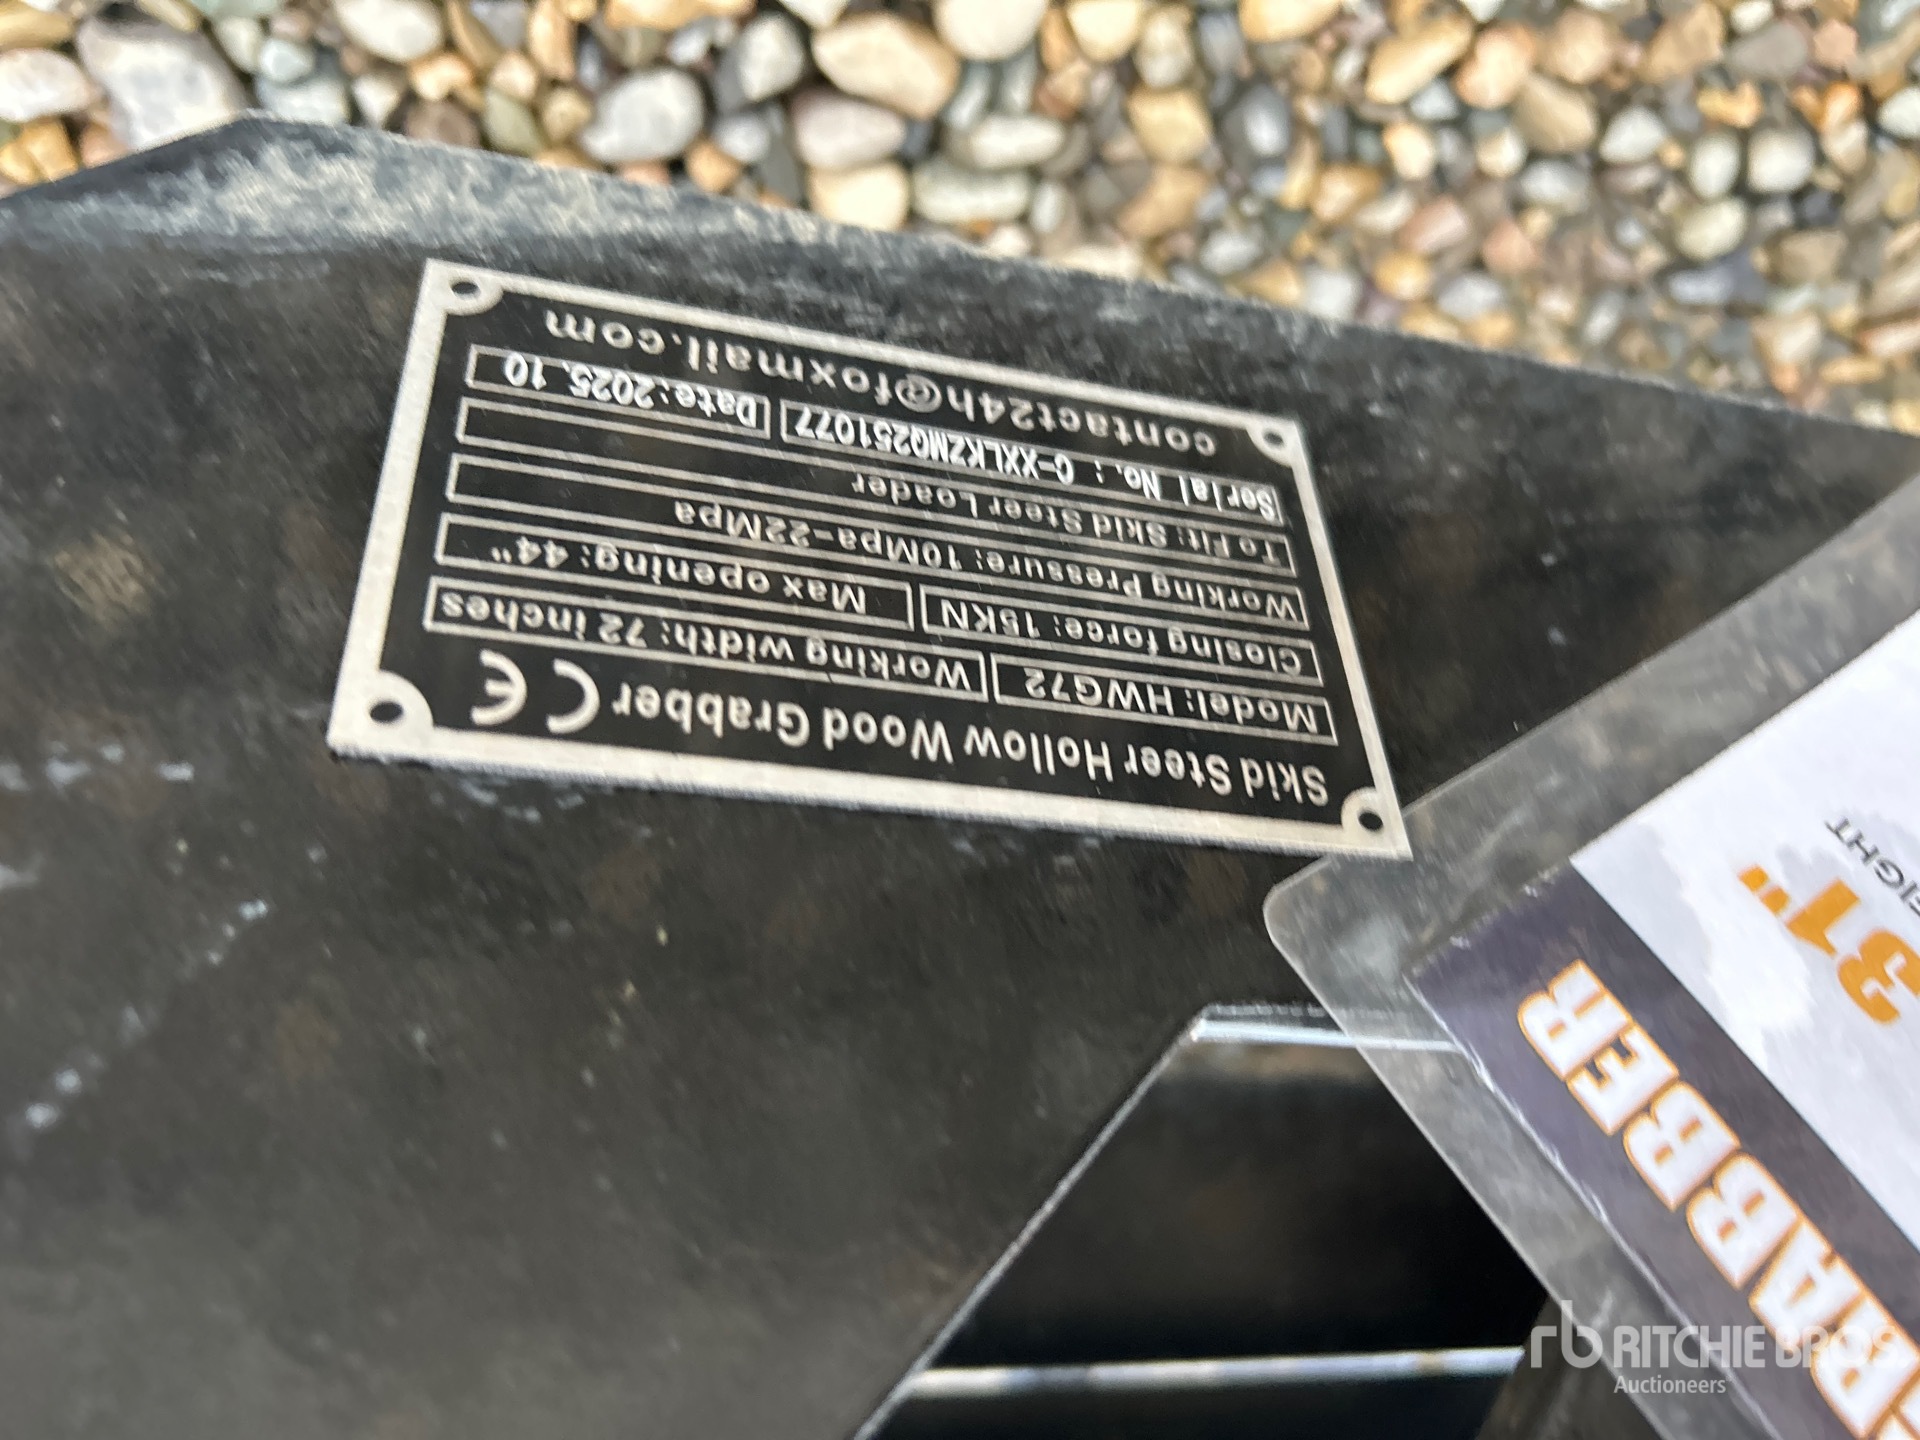 Skid Steer Hollow Wood Grabber CE
Model: HWG72 Working width: 72 inches
Closing force: 15KN Max opening: 44"
Working Pressure: 10Mpa-22Mpa
To Fit: Skid Steer Loader
Serial No.: G-XXLKZMQ251077 Date: 2025.10
contact24h@foxmail.com
31"
rb RITCHIE BROS
Auctioneers